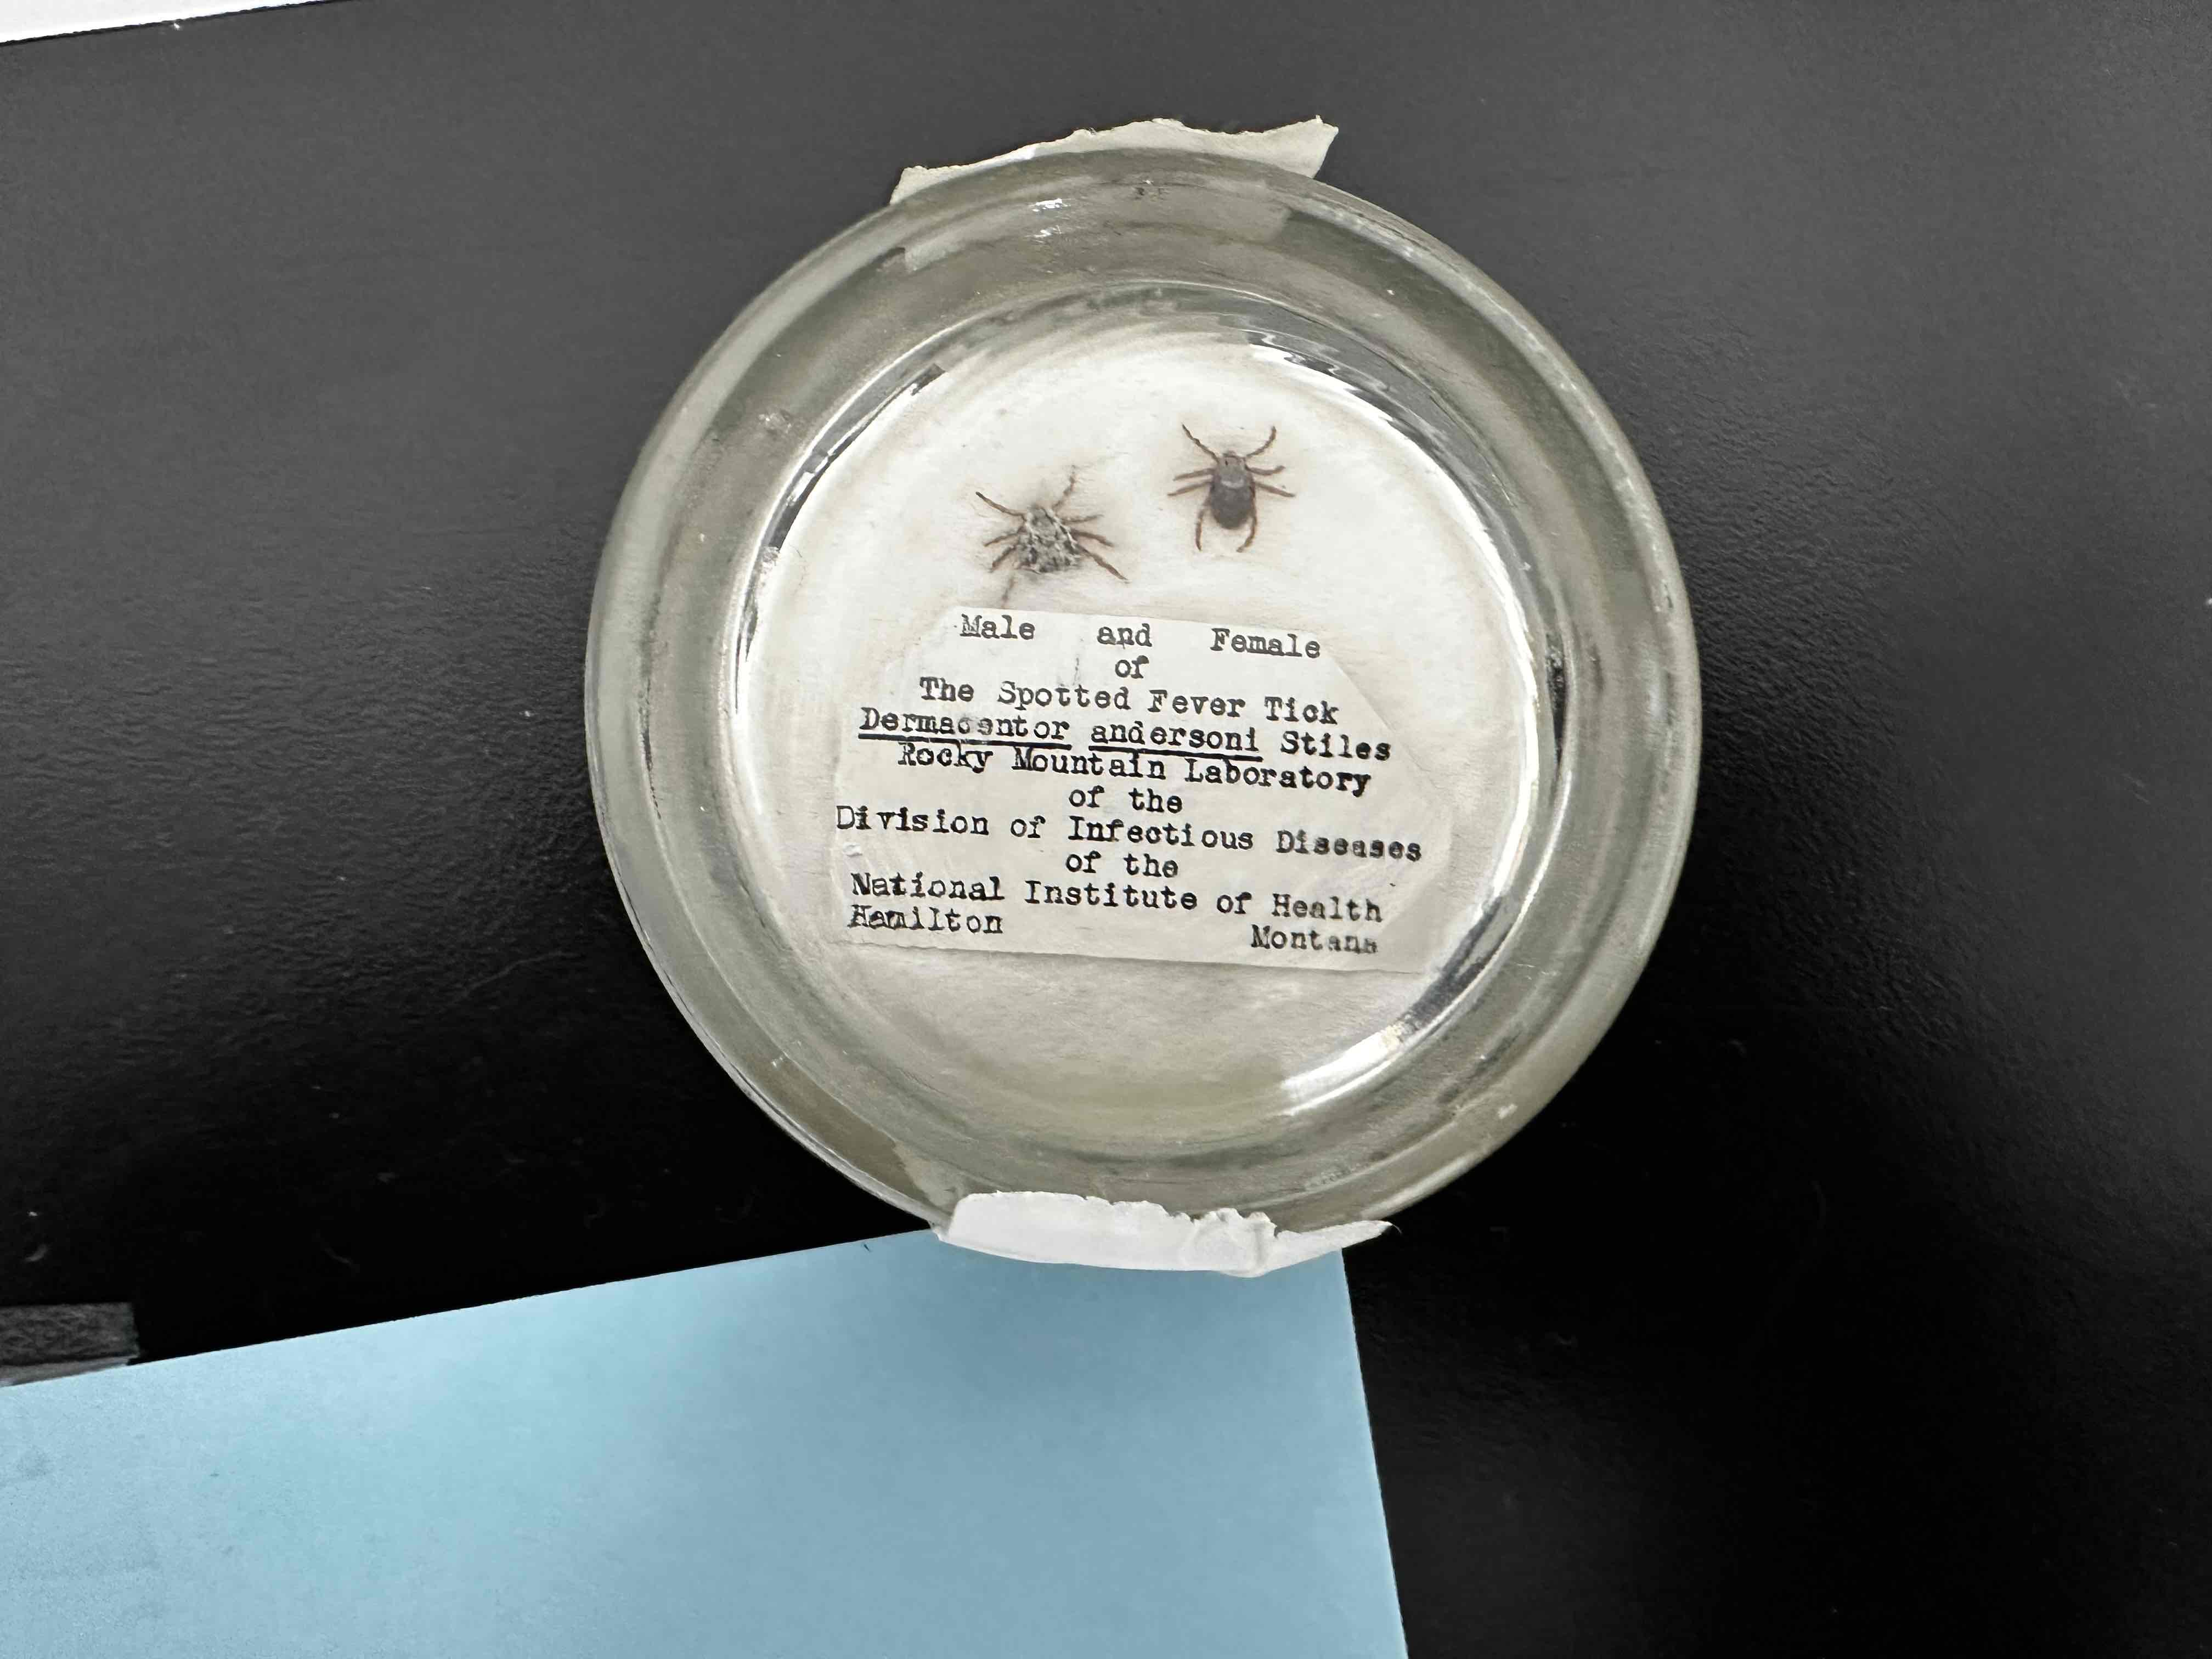 Male and Female
of
The Spotted Fever Tick
Dermacentor andersoni Stiles
Rocky Mountain Laboratory
of the
Division of Infectious Diseases
of the
National Institute of Health
Hamilton Montana